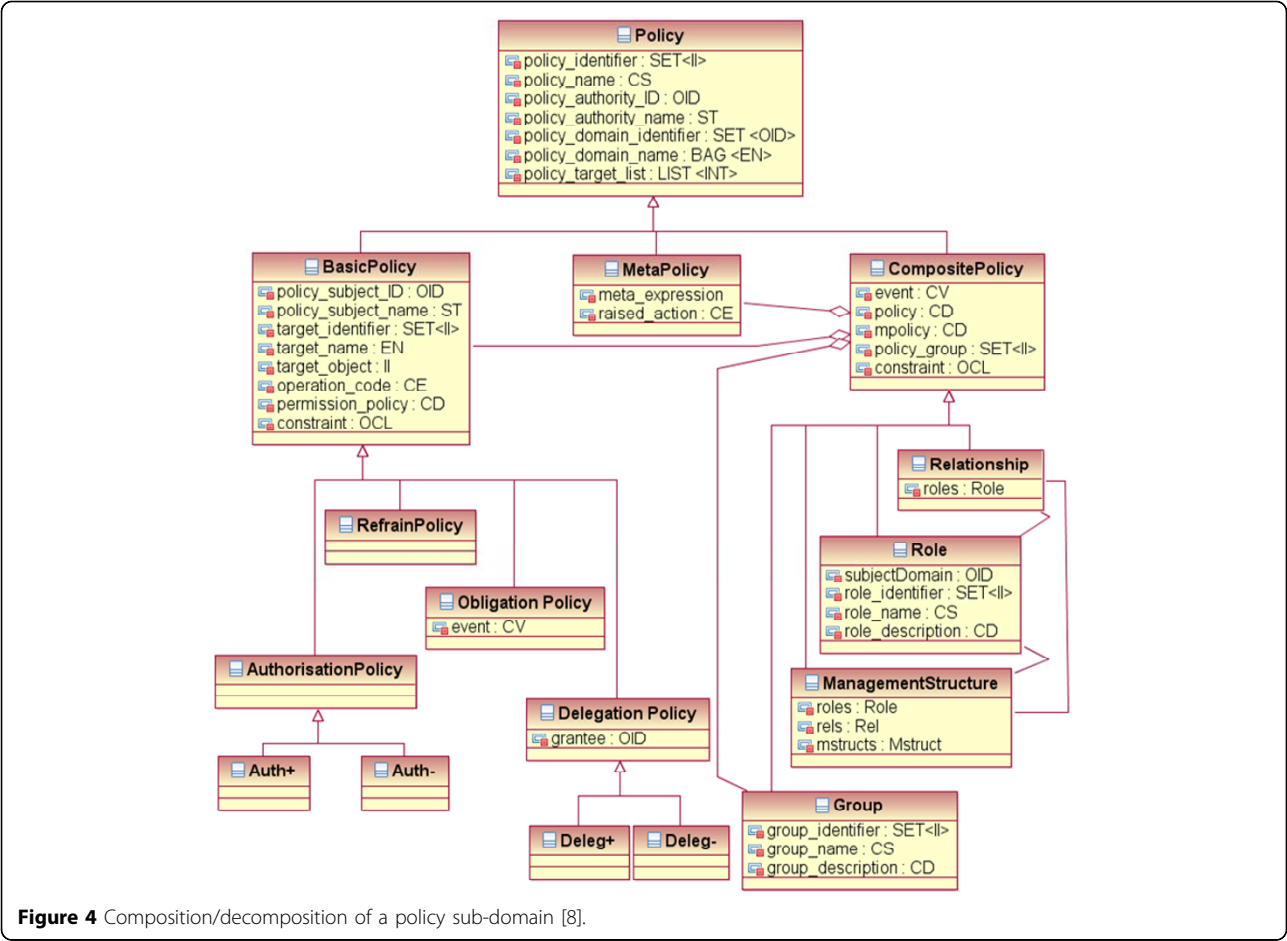 Policy
policy_identifier : SET<II>
policy_name : CS
policy_authority_ID : OID
policy_authority_name : ST
policy_domain_identifier : SET <OID>
policy_domain_name : BAG <EN>
policy_target_list : LIST <INT>
BasicPolicy
policy_subject_ID : OID
policy_subject_name : ST
target_identifier : SET<II>
target_name : EN
target_object : II
operation_code : CE
permission_policy : CD
constraint : OCL
MetaPolicy
meta_expression
raised_action : CE
CompositePolicy
event : CV
policy : CD
mpolicy : CD
policy_group : SET<II>
constraint : OCL
Relationship
roles : Role
RefrainPolicy
Role
subjectDomain : OID
role_identifier : SET<II>
role_name : CS
role_description : CD
Obligation Policy
event : CV
AuthorisationPolicy
ManagementStructure
roles : Role
rels : Rel
mstructs : Mstruct
Delegation Policy
grantee : OID
Auth+
Auth-
Group
group_identifier : SET<II>
group_name : CS
group_description : CD
Deleg+
Deleg-
Figure 4 Composition/decomposition of a policy sub-domain [8].